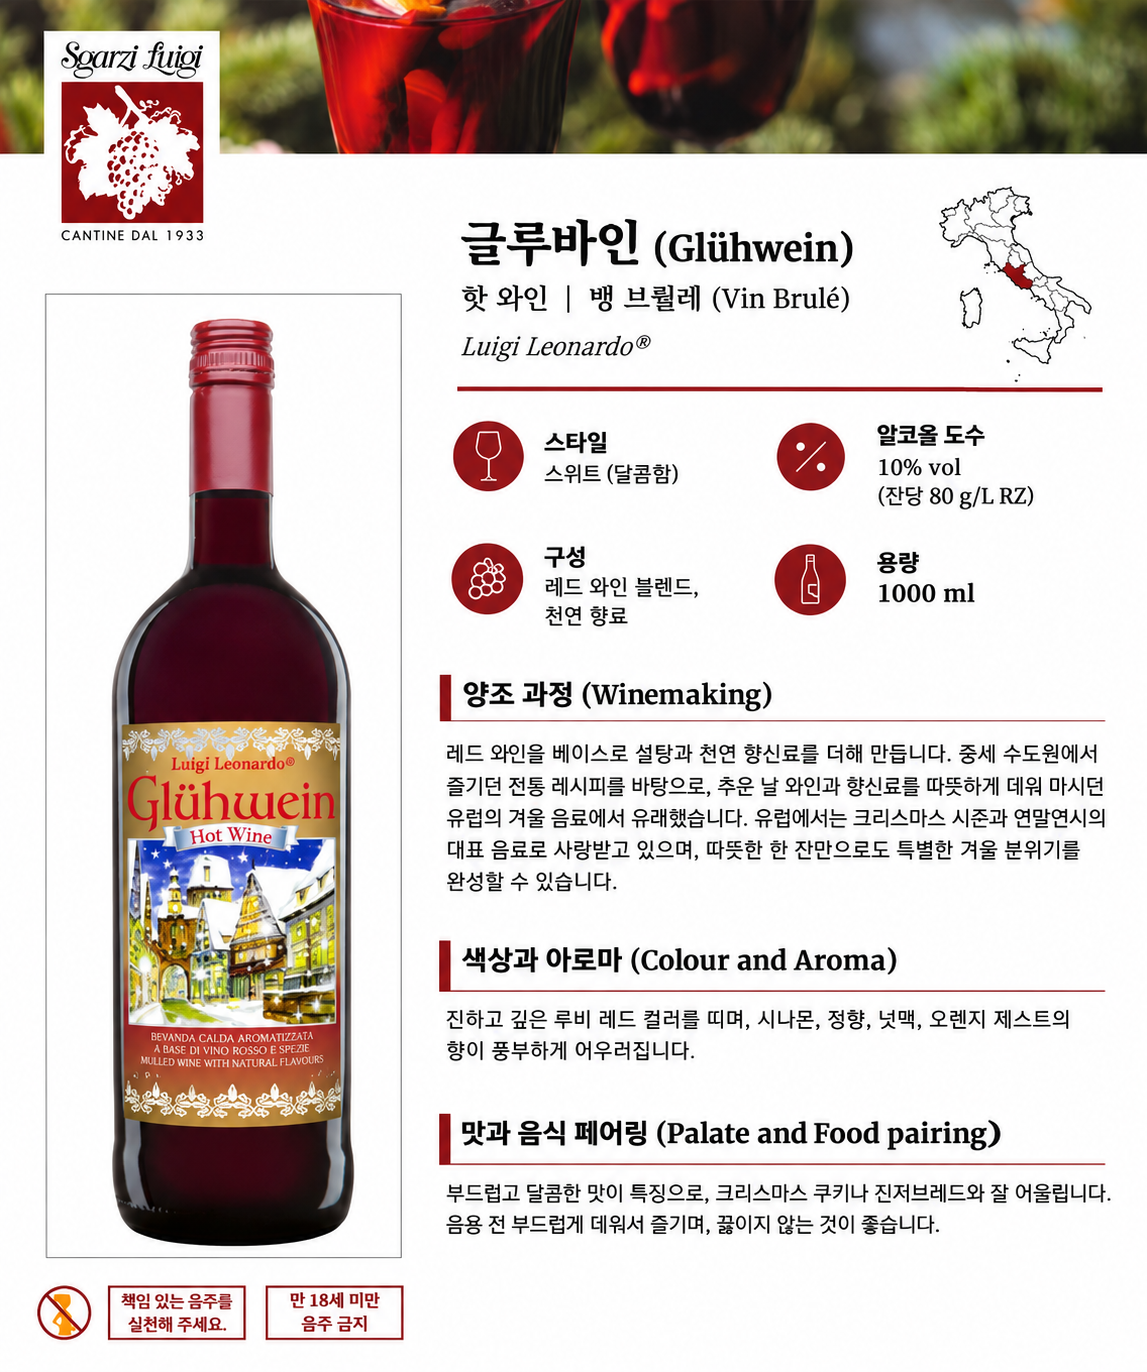 Sgarzi Luigi
CANTINE DAL 1933
글루바인 (Glühwein)
핫 와인 | 뱅 브륄레 (Vin Brulé)
Luigi Leonardo®
스타일
스위트 (달콤함)
알코올 도수
10% vol
(잔당 80 g/L RZ)
구성
레드 와인 블렌드,
천연 향료
용량
1000 ml
양조 과정 (Winemaking)
레드 와인을 베이스로 설탕과 천연 향신료를 더해 만듭니다. 중세 수도원에서
즐기던 전통 레시피를 바탕으로, 추운 날 와인과 향신료를 따뜻하게 데워 마시던
유럽의 겨울 음료에서 유래했습니다. 유럽에서는 크리스마스 시즌과 연말연시의
대표 음료로 사랑받고 있으며, 따뜻한 한 잔만으로도 특별한 겨울 분위기를
완성할 수 있습니다.
색상과 아로마 (Colour and Aroma)
진하고 깊은 루비 레드 컬러를 띠며, 시나몬, 정향, 넛맥, 오렌지 제스트의
향이 풍부하게 어우러집니다.
맛과 음식 페어링 (Palate and Food pairing)
부드럽고 달콤한 맛이 특징으로, 크리스마스 쿠키나 진저브레드와 잘 어울립니다.
음용 전 부드럽게 데워서 즐기며, 끓이지 않는 것이 좋습니다.
Luigi Leonardo®
Glühwein
Hot Wine
BEVANDA CALDA AROMATIZZATA
A BASE DI VINO ROSSO E SPEZIE
MULLED WINE WITH NATURAL FLAVOURS
책임 있는 음주를
실천해 주세요.
만 18세 미만
음주 금지